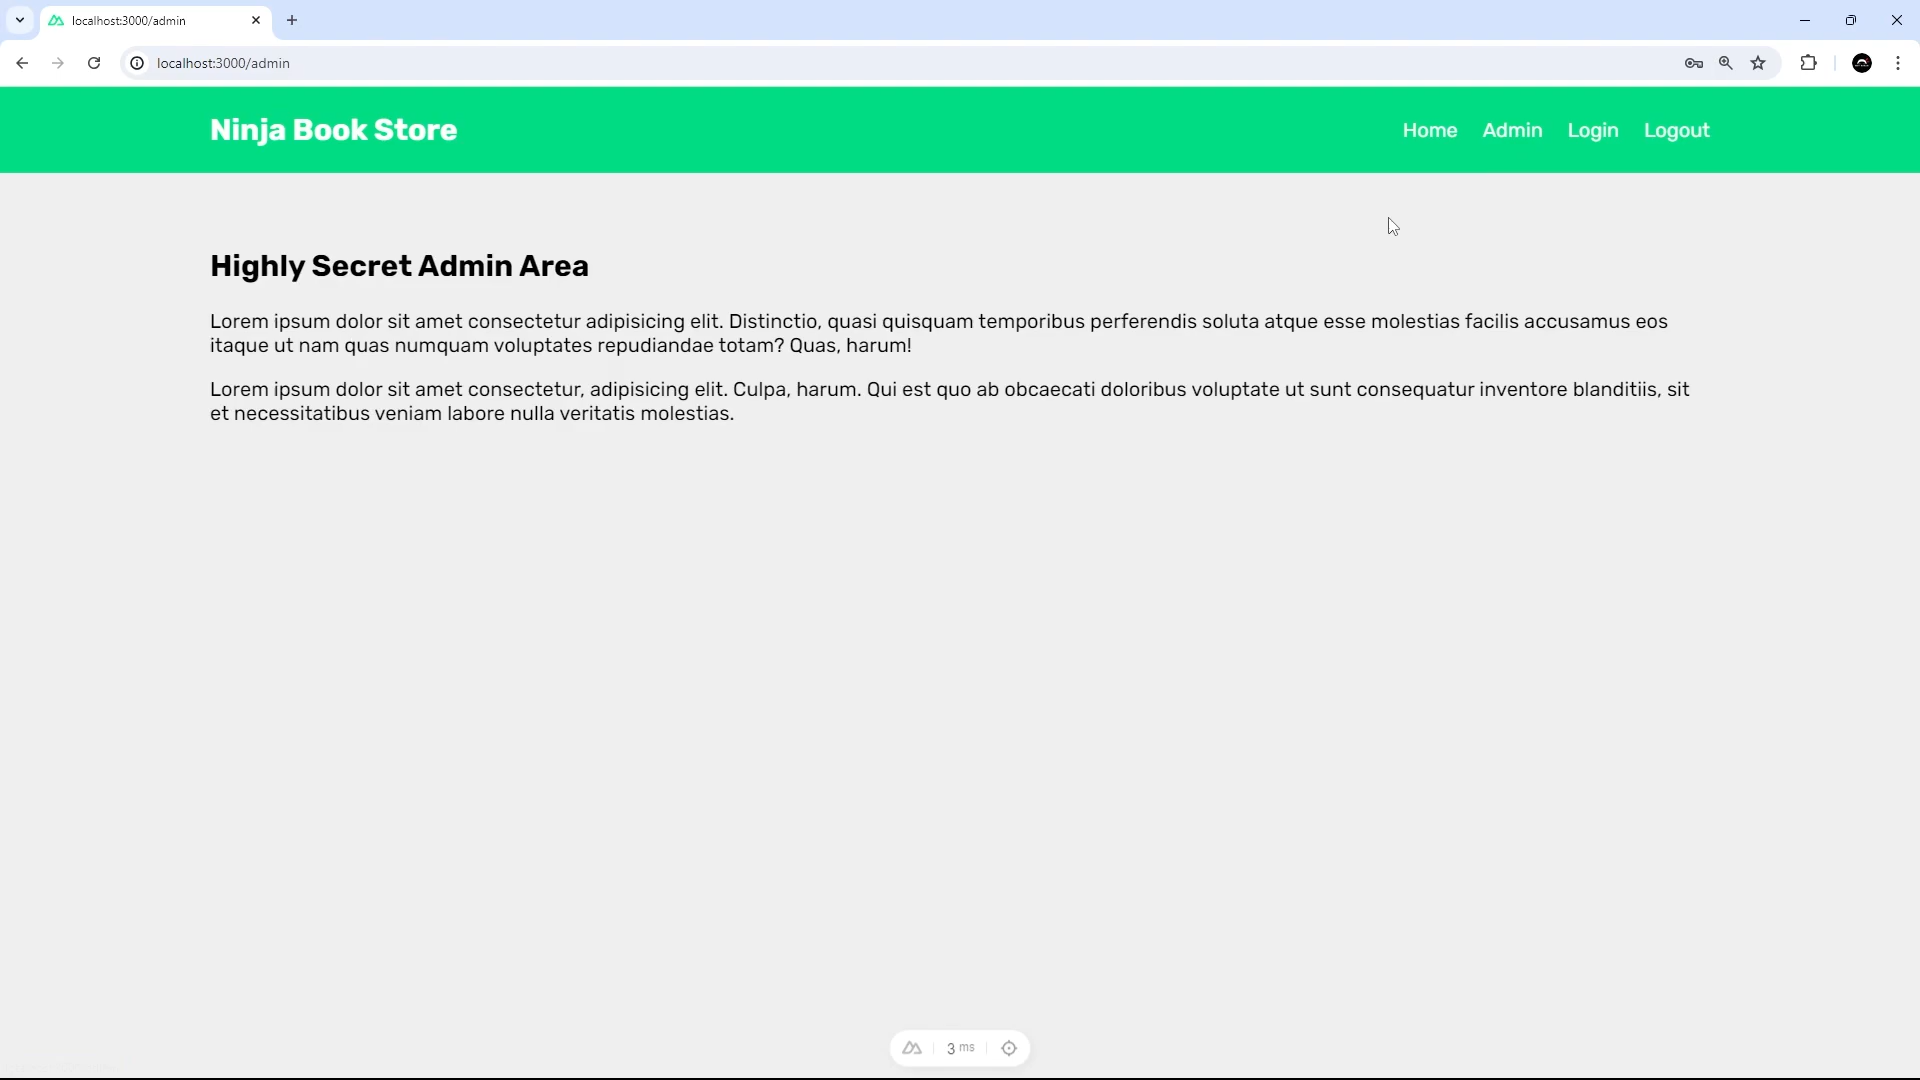 localhost:3000/admin
localhost:3000/admin
Ninja Book Store
Home Admin Login Logout
Highly Secret Admin Area
Lorem ipsum dolor sit amet consectetur adipisicing elit. Distinctio, quasi quisquam temporibus perferendis soluta atque esse molestias facilis accusamus eos
itaque ut nam quas numquam voluptates repudiandae totam? Quas, harum!
Lorem ipsum dolor sit amet consectetur, adipisicing elit. Culpa, harum. Qui est quo ab obcaecati doloribus voluptate ut sunt consequatur inventore blanditiis, sit
et necessitatibus veniam labore nulla veritatis molestias.
3 ms